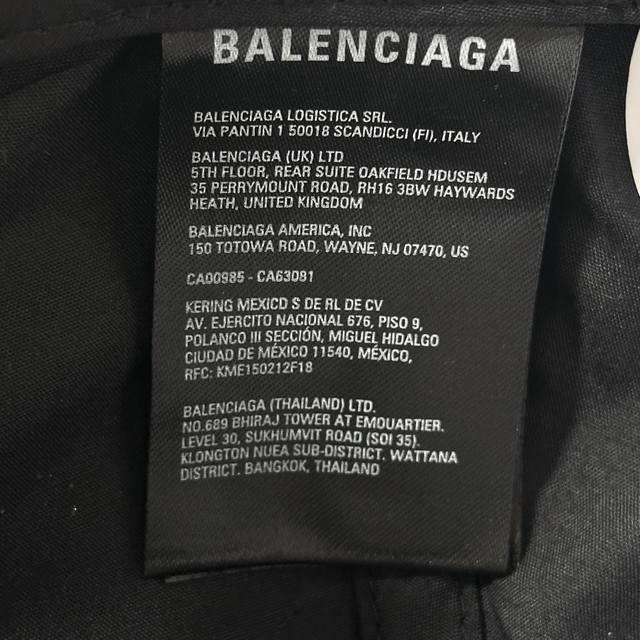 BALENCIAGA
BALENCIAGA LOGISTICA SRL.
VIA PANTIN 1 50018 SCANDICCI (FI), ITALY
BALENCIAGA (UK) LTD
5TH FLOOR, REAR SUITE OAKFIELD HDUSEM
35 PERRYMOUNT ROAD, RH16 3BW HAYWARDS
HEATH, UNITED KINGDOM
BALENCIAGA AMERICA, INC
150 TOTOWA ROAD, WAYNE, NJ 07470, US
CA00985 - CA63081
KERING MEXICO S DE RL DE CV
AV. EJERCITO NACIONAL 676, PISO 9,
POLANCO III SECCIÓN, MIGUEL HIDALGO
CIUDAD DE MÉXICO 11540, MÉXICO,
RFC: KME150212F18
BALENCIAGA (THAILAND) LTD.
NO.689 BHIRAJ TOWER AT EMOUARTIER.
LEVEL 30, SUKHUMVIT ROAD (SOI 35).
KLONGTON NUEA SUB-DISTRICT. WATTANA
DISTRICT. BANGKOK, THAILAND